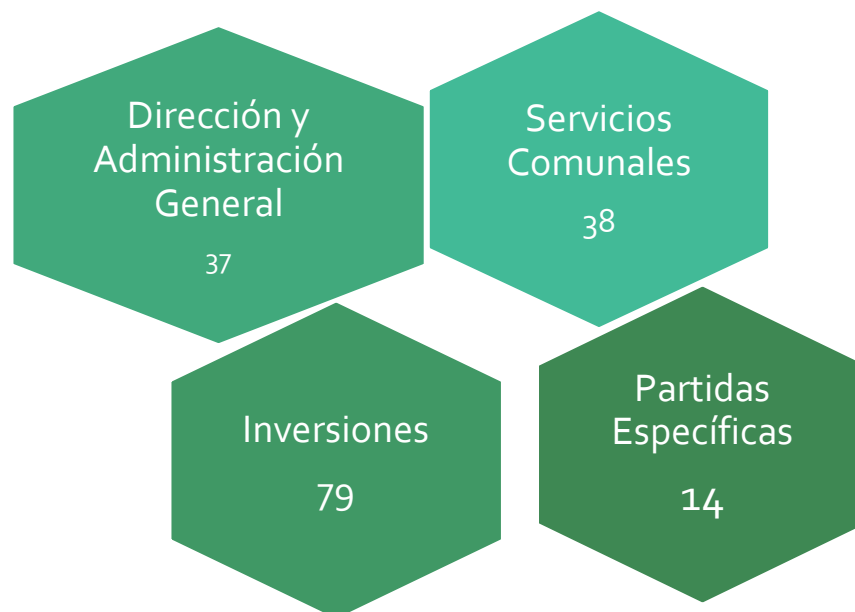 Dirección y
Administración
General
37
Servicios
Comunales
38
Inversiones
79
Partidas
Específicas
14